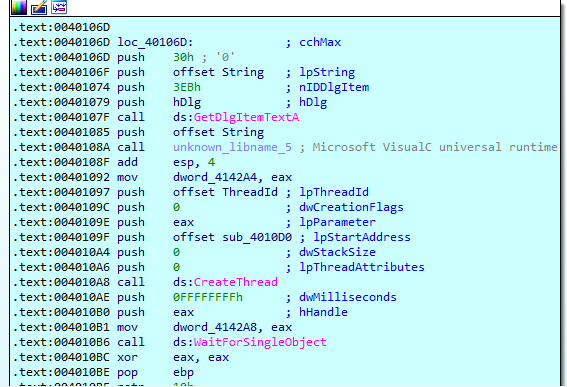 .text:0040106D
.text:0040106D loc_40106D: ; cchMax
.text:0040106D push 30h ; '0'
.text:0040106F push offset String ; lpString
.text:00401074 push 3EBh ; nIDDlgItem
.text:00401079 push hDlg ; hDlg
.text:0040107F call ds:GetDlgItemTextA
.text:00401085 push offset String
.text:0040108A call unknown_libname_5 ; Microsoft VisualC universal runtime
.text:0040108F add esp, 4
.text:00401092 mov dword_4142A4, eax
.text:00401097 push offset ThreadId ; lpThreadId
.text:0040109C push 0 ; dwCreationFlags
.text:0040109E push eax ; lpParameter
.text:0040109F push offset sub_4010D0 ; lpStartAddress
.text:004010A4 push 0 ; dwStackSize
.text:004010A6 push 0 ; lpThreadAttributes
.text:004010A8 call ds:CreateThread
.text:004010AE push 0FFFFFFFFh ; dwMilliseconds
.text:004010B0 push eax ; hHandle
.text:004010B1 mov dword_4142A8, eax
.text:004010B6 call ds:WaitForSingleObject
.text:004010BC xor eax, eax
.text:004010BE pop ebp